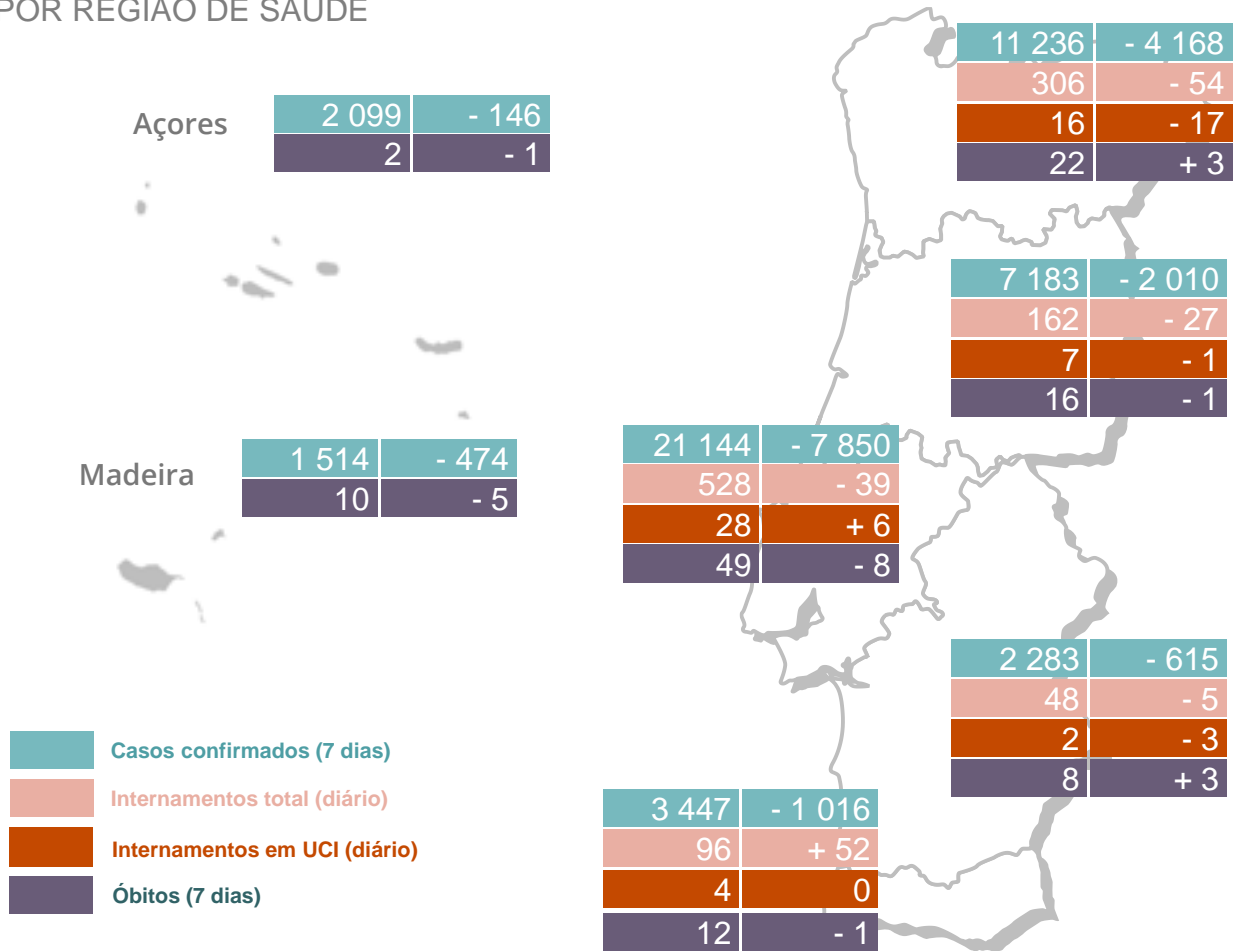 POR REGIÃO DE SAÚDE
11 236 - 4 168
306 - 54
16 - 17
22 + 3
Açores
2 099 - 146
2 - 1
7 183 - 2 010
162 - 27
7 - 1
16 - 1
Madeira
1 514 - 474
10 - 5
21 144 - 7 850
528 - 39
28 + 6
49 - 8
2 283 - 615
48 - 5
2 - 3
8 + 3
Casos confirmados (7 dias)
Internamentos total (diário)
Internamentos em UCI (diário)
Óbitos (7 dias)
3 447 - 1 016
96 + 52
4 0
12 - 1